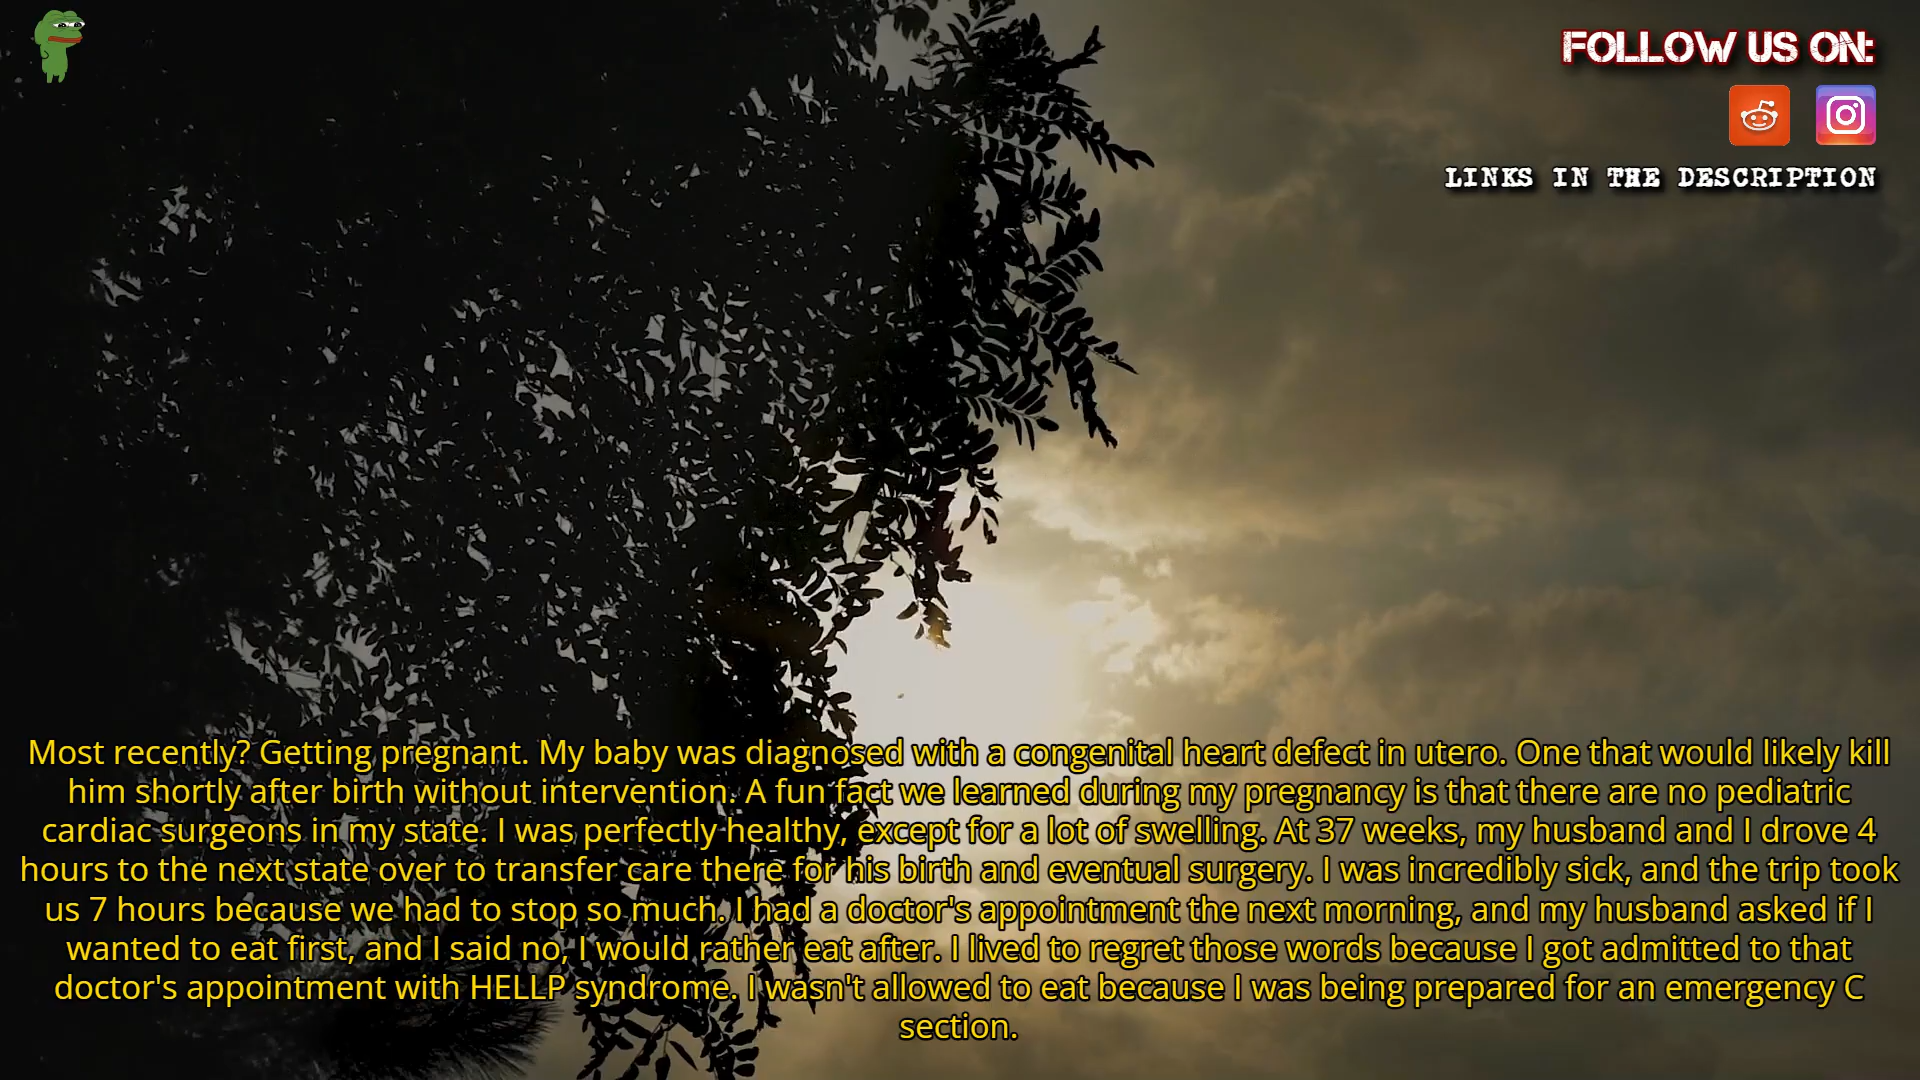 FOLLOW US ON:
LINKS IN THE DESCRIPTION
Most recently? Getting pregnant. My baby was diagnosed with a congenital heart defect in utero. One that would likely kill
him shortly after birth without intervention. A fun fact we learned during my pregnancy is that there are no pediatric
cardiac surgeons in my state. I was perfectly healthy, except for a lot of swelling. At 37 weeks, my husband and I drove 4
hours to the next state over to transfer care there for his birth and eventual surgery. I was incredibly sick, and the trip took
us 7 hours because we had to stop so much. I had a doctor's appointment the next morning, and my husband asked if I
wanted to eat first, and I said no, I would rather eat after. I lived to regret those words because I got admitted to that
doctor's appointment with HELLP syndrome. I wasn't allowed to eat because I was being prepared for an emergency C
section.